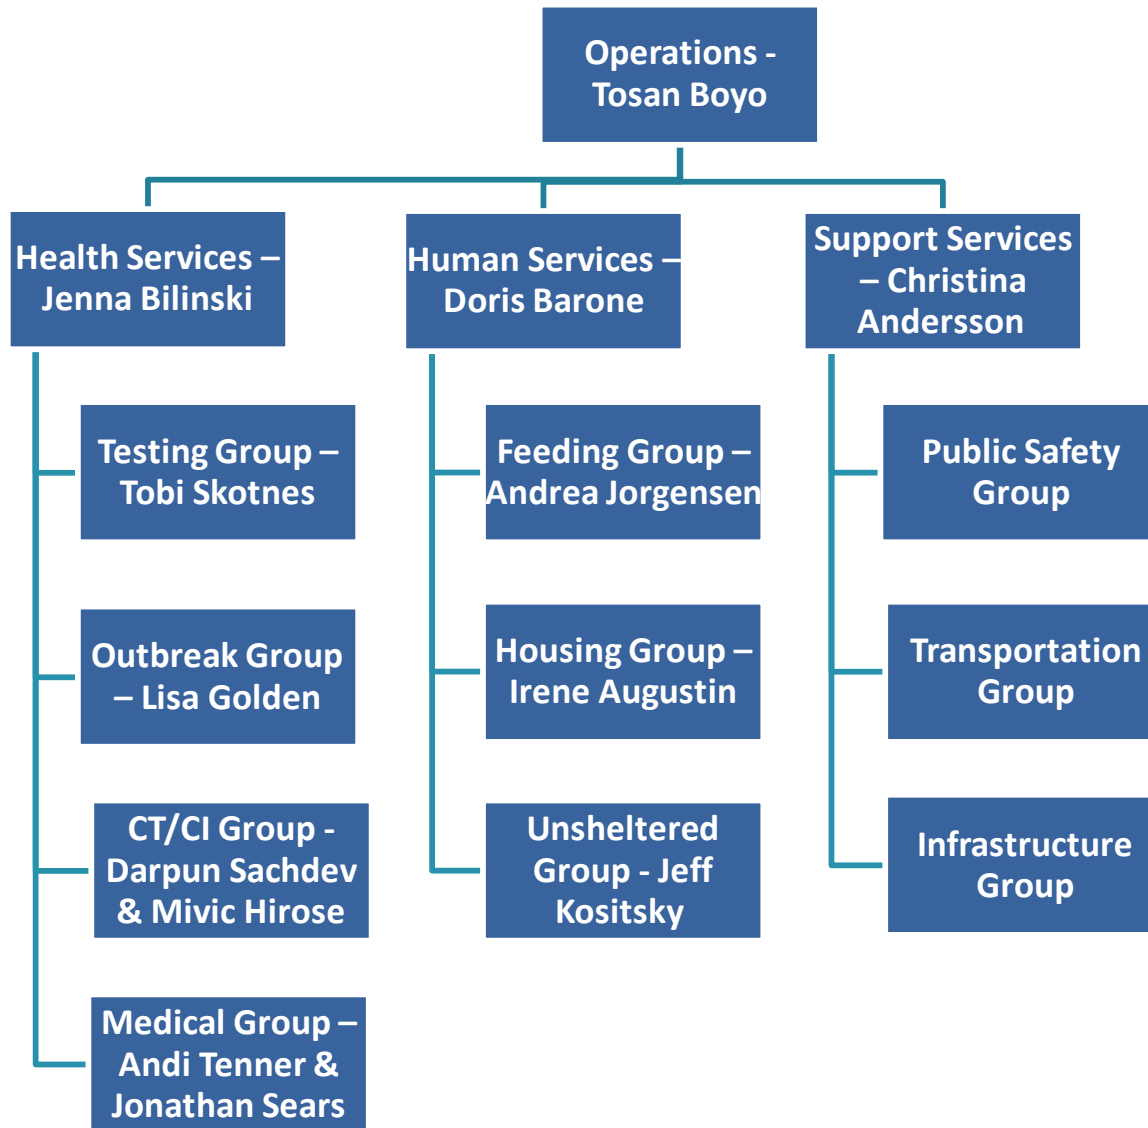 Operations -
Tosan Boyo
Health Services –
Jenna Bilinski
Human Services –
Doris Barone
Support Services
– Christina
Andersson
Testing Group –
Tobi Skotnes
Outbreak Group
– Lisa Golden
CT/CI Group -
Darpun Sachdev
& Mivic Hirose
Medical Group –
Andi Tenner &
Jonathan Sears
Feeding Group –
Andrea Jorgensen
Housing Group –
Irene Augustin
Unsheltered
Group - Jeff
Kositsky
Public Safety
Group
Transportation
Group
Infrastructure
Group